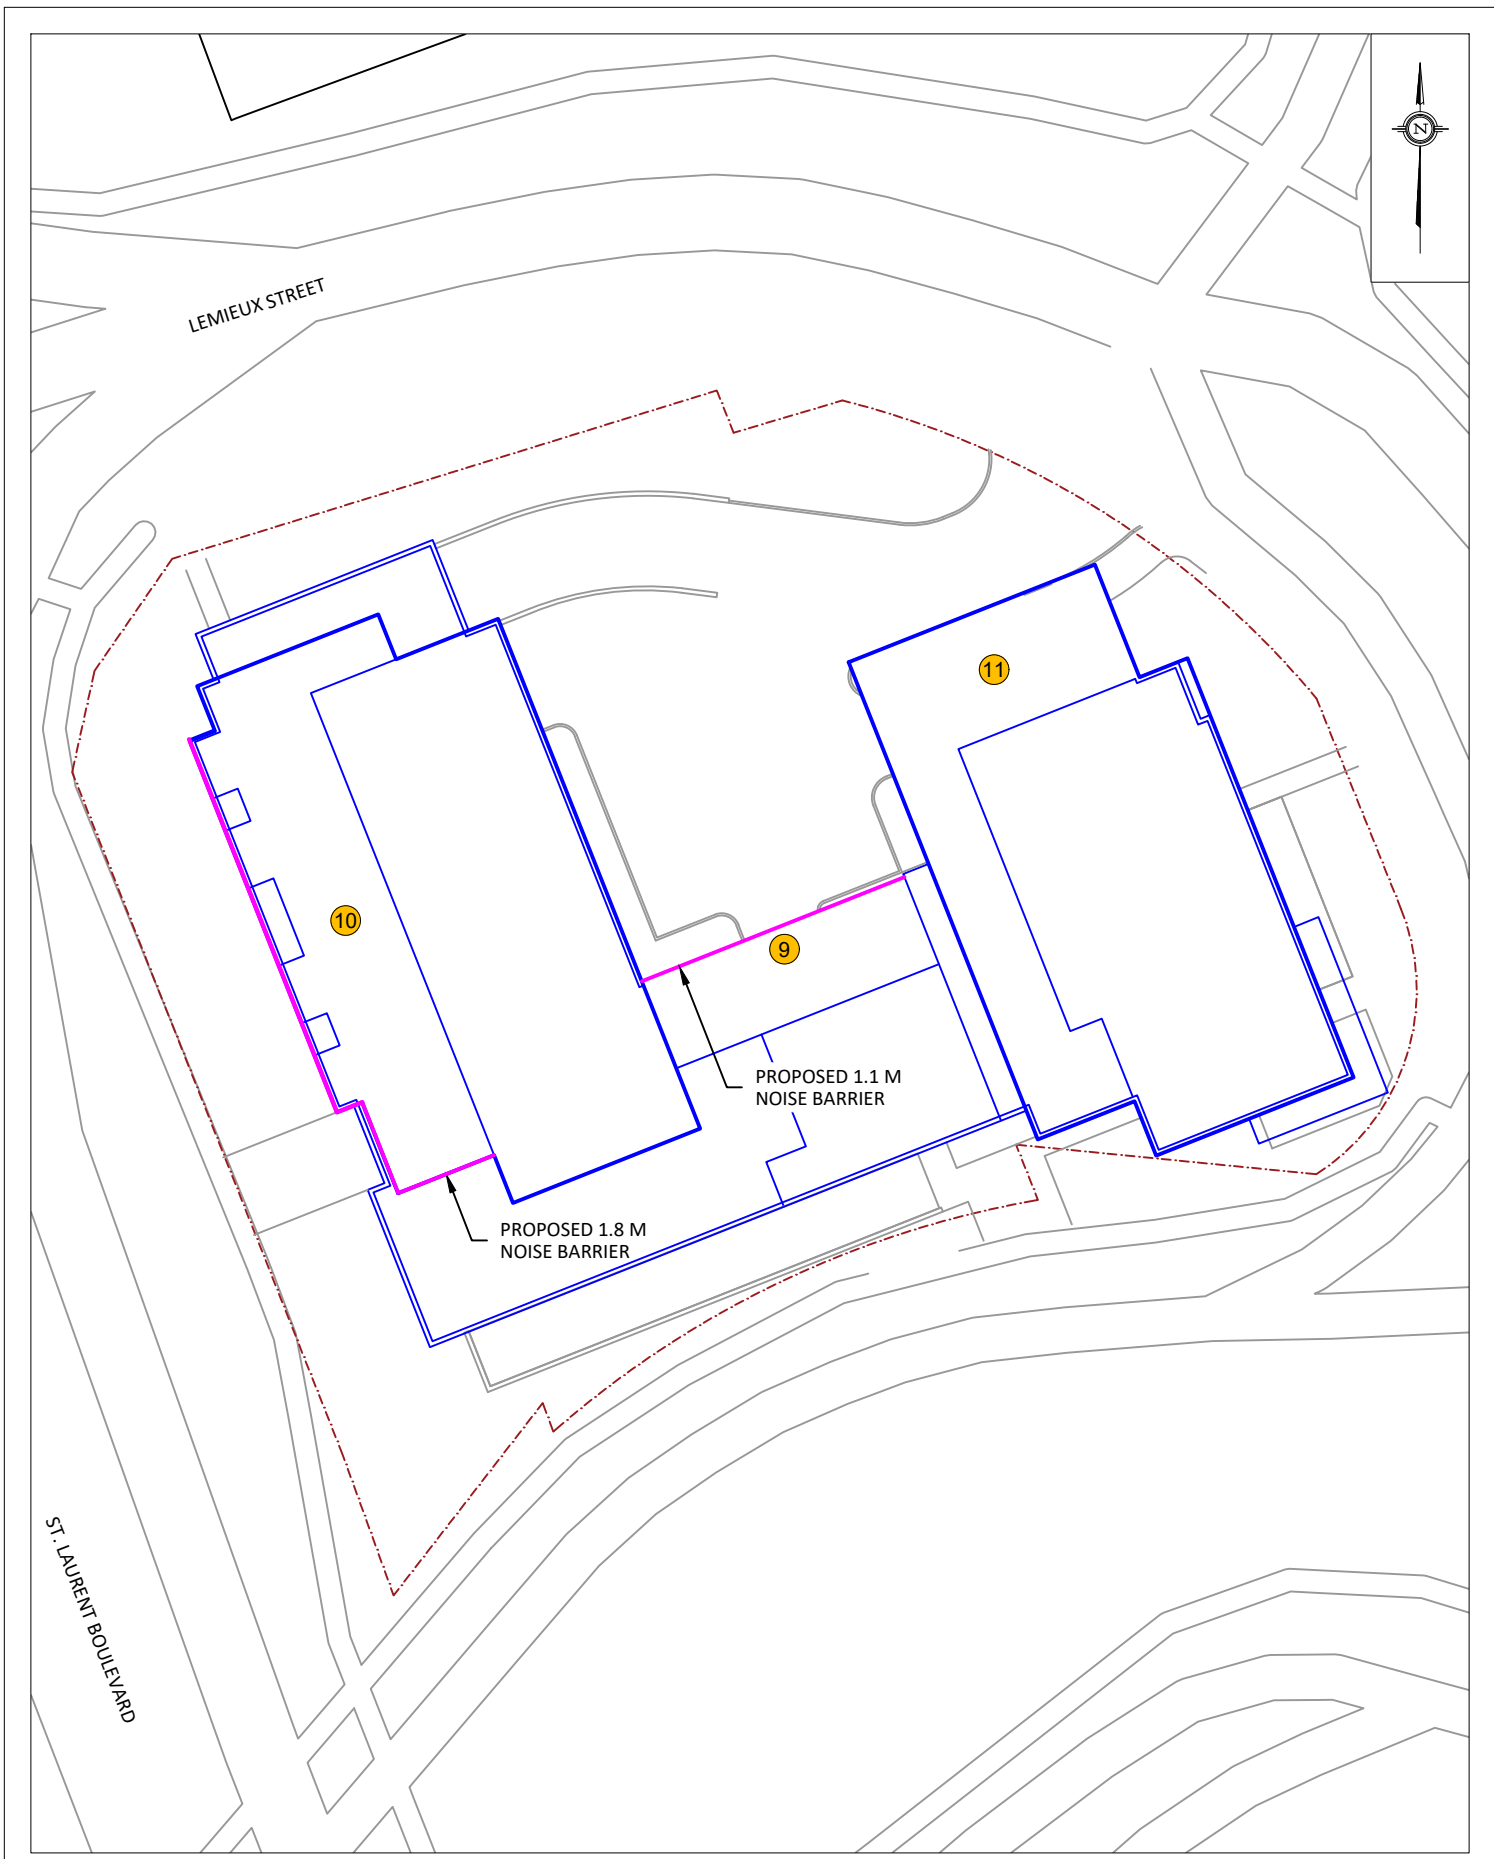 N
LEMIEUX STREET
11
10
9
PROPOSED 1.1 M
NOISE BARRIER
PROPOSED 1.8 M
NOISE BARRIER
ST. LAURENT BOULEVARD